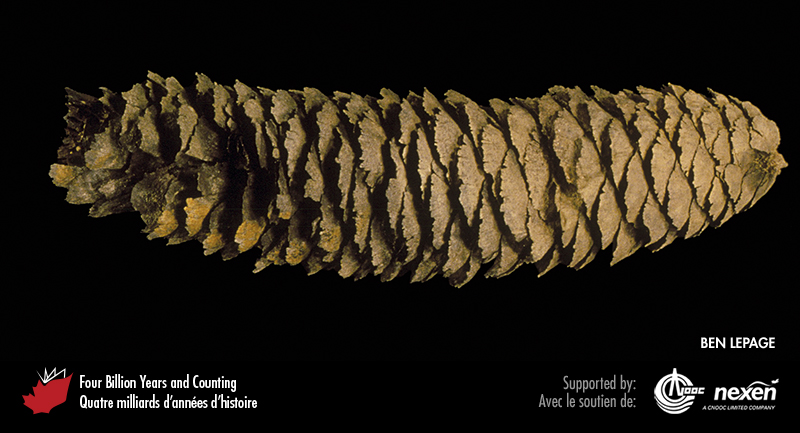 BEN LEPAGE
Four Billion Years and Counting
Quatre milliards d'années d'histoire
Supported by:
Avec le soutien de:
CNOOC
nexen
A CNOOC LIMITED COMPANY